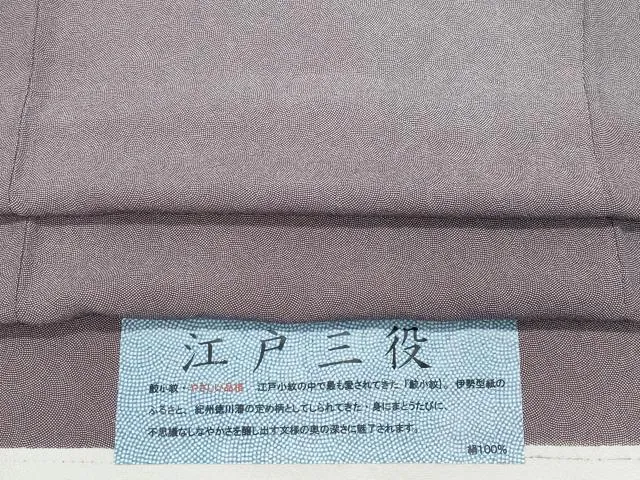 江戸三役
鮫小紋・やさしい品格　江戸小紋の中で最も愛されてきた「鮫小紋」。伊勢型紙の
ふるさと、紀州徳川藩の定め柄としてしられてきた・身にまとうたびに、
不思議なしなやかさを醸し出す文様の奥の深さに魅了されます。
絹100%